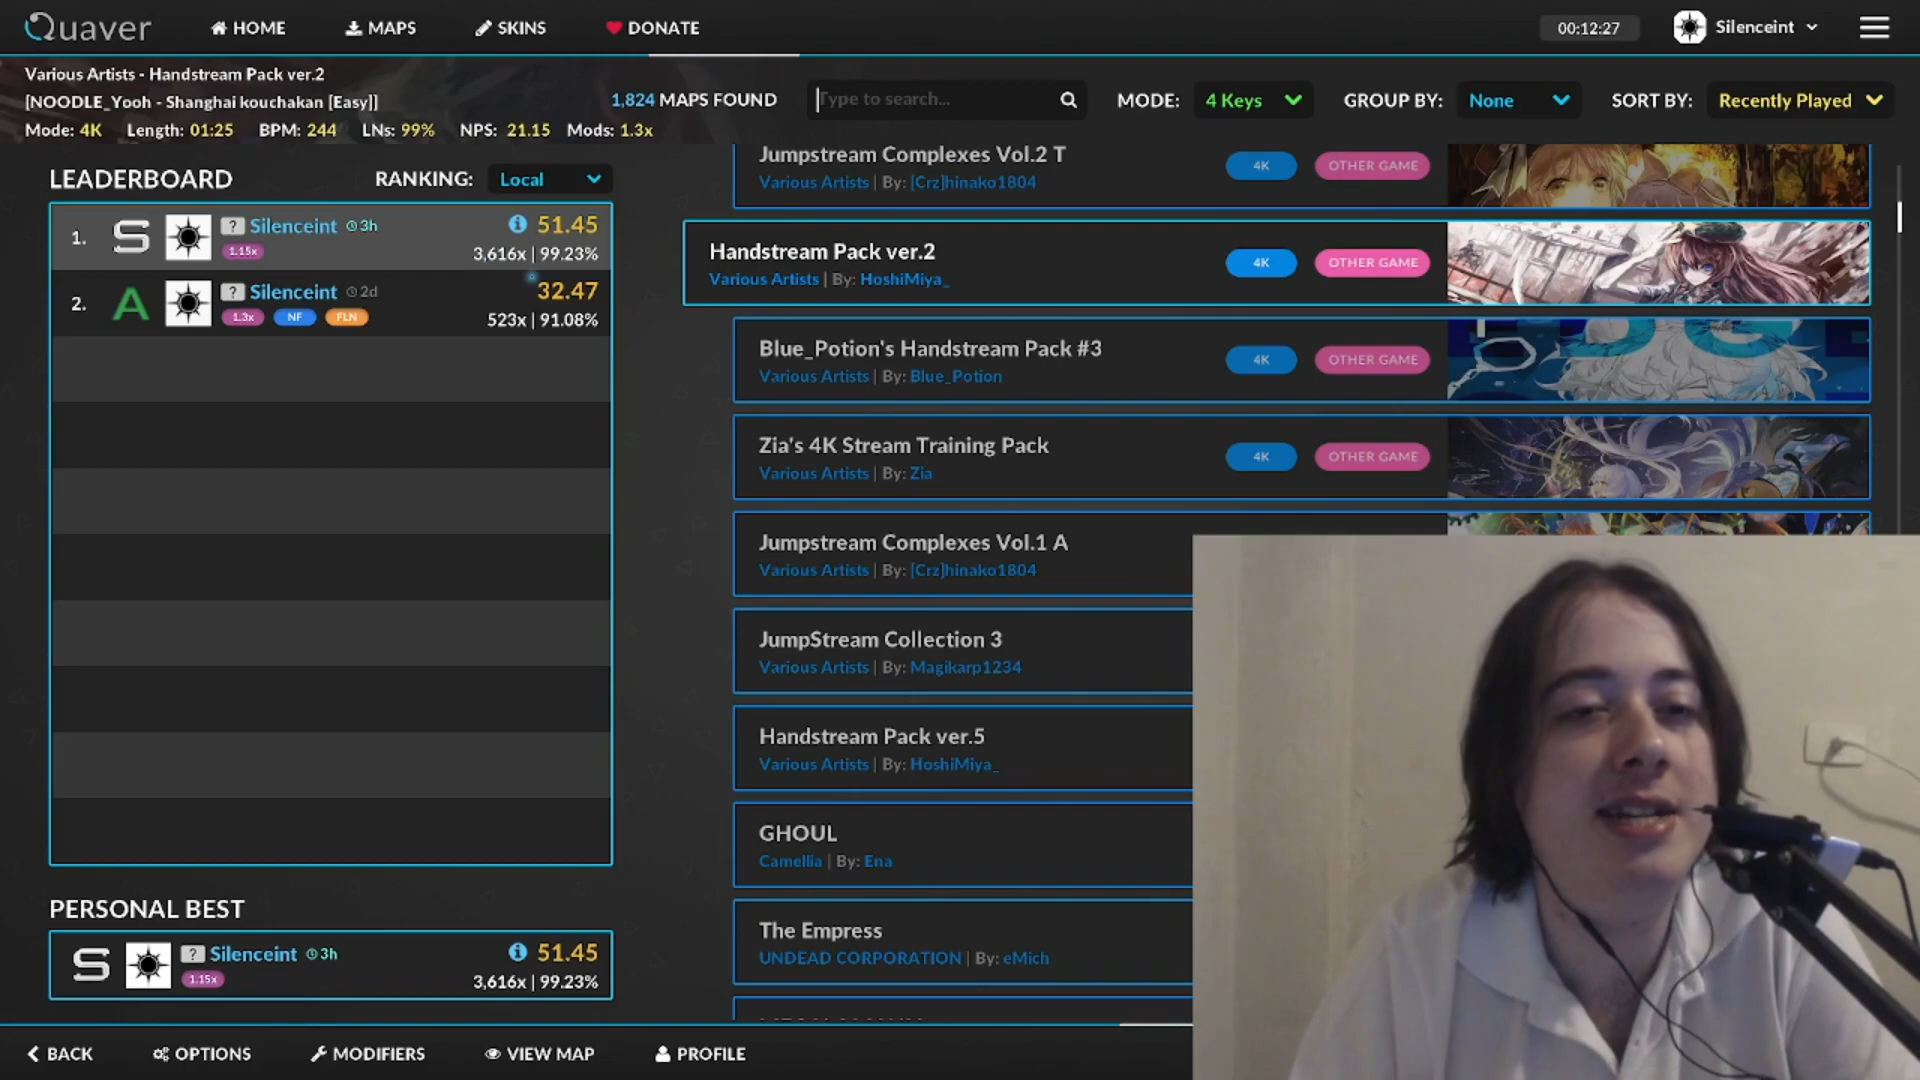 Quaver
HOME
MAPS
SKINS
DONATE
00:12:27
Silenceint
Various Artists - Handstream Pack ver.2
[NOODLE_Yooh - Shanghai kouchakan [Easy]]
Mode: 4K Length: 01:25 BPM: 244 LNs: 99% NPS: 21.15 Mods: 1.3x
1,824 MAPS FOUND
Type to search...
MODE: 4 Keys
GROUP BY: None
SORT BY: Recently Played
LEADERBOARD
RANKING: Local
1. S ? Silenceint 3h 51.45
1.15x 3,616x | 99.23%
2. A ? Silenceint 2d 32.47
1.3x NF FLN 523x | 91.08%
PERSONAL BEST
S ? Silenceint 3h 51.45
1.15x 3,616x | 99.23%
Jumpstream Complexes Vol.2 T
Various Artists | By: [Crz]hinako1804
4K OTHER GAME
Handstream Pack ver.2
Various Artists | By: HoshiMiya_
4K OTHER GAME
Blue_Potion's Handstream Pack #3
Various Artists | By: Blue_Potion
4K OTHER GAME
Zia's 4K Stream Training Pack
Various Artists | By: Zia
4K OTHER GAME
Jumpstream Complexes Vol.1 A
Various Artists | By: [Crz]hinako1804
JumpStream Collection 3
Various Artists | By: Magikarp1234
Handstream Pack ver.5
Various Artists | By: HoshiMiya_
GHOUL
Camellia | By: Ena
The Empress
UNDEAD CORPORATION | By: eMich
BACK
OPTIONS
MODIFIERS
VIEW MAP
PROFILE